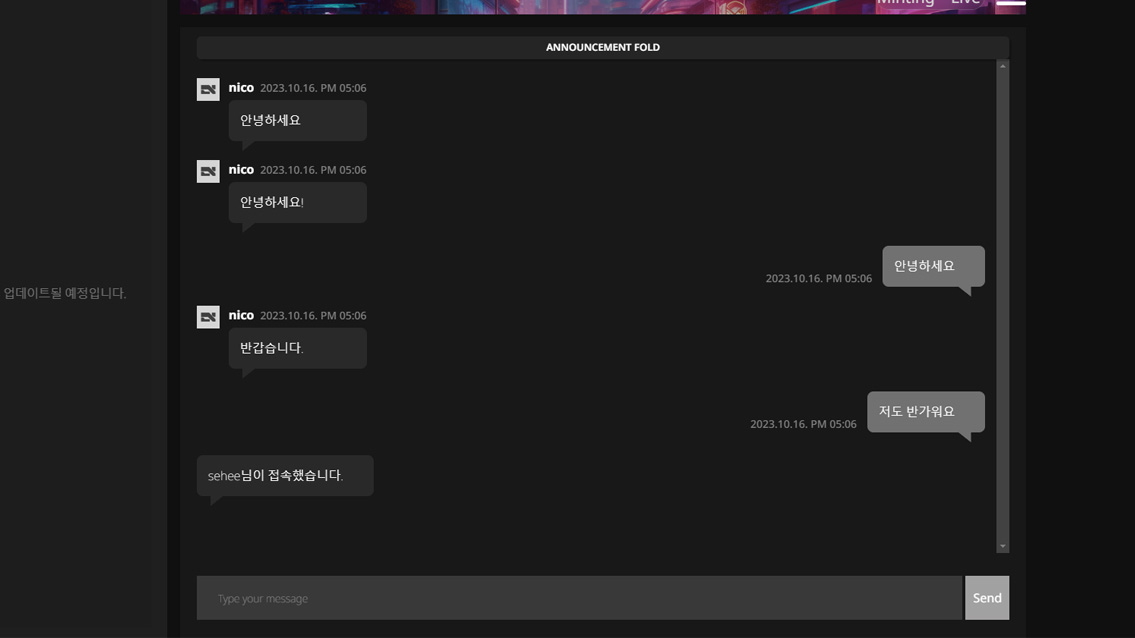 Minting
Live
ANNOUNCEMENT FOLD
nico 2023.10.16. PM 05:06
안녕하세요
nico 2023.10.16. PM 05:06
안녕하세요!
안녕하세요
2023.10.16. PM 05:06
업데이트될 예정입니다.
nico 2023.10.16. PM 05:06
반갑습니다.
저도 반가워요
2023.10.16. PM 05:06
sehee님이 접속했습니다.
Type your message
Send